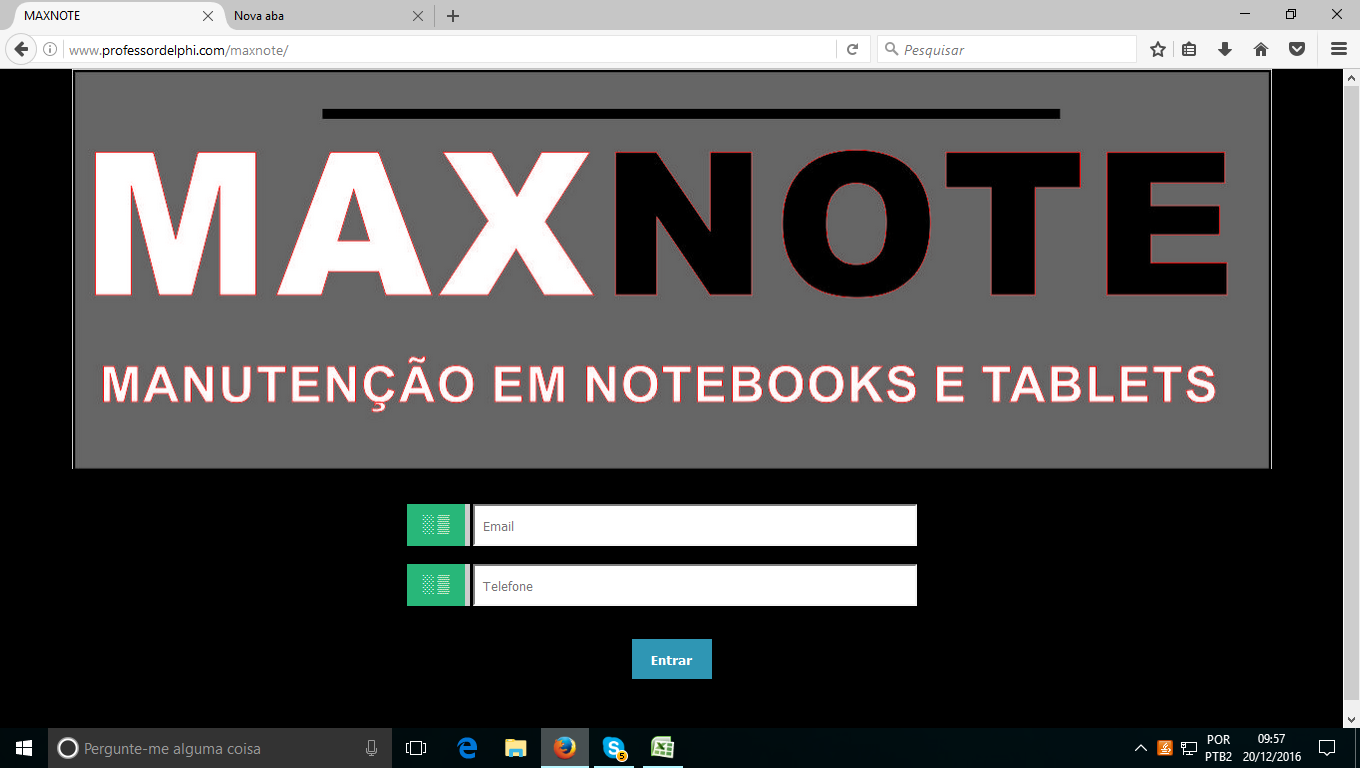 MAXNOTE
Nova aba
www.professordelphi.com/maxnote/
Pesquisar
MAXNOTE
MANUTENÇÃO EM NOTEBOOKS E TABLETS
Email
Telefone
Entrar
Pergunte-me alguma coisa
5
POR
PTB2
09:57
20/12/2016